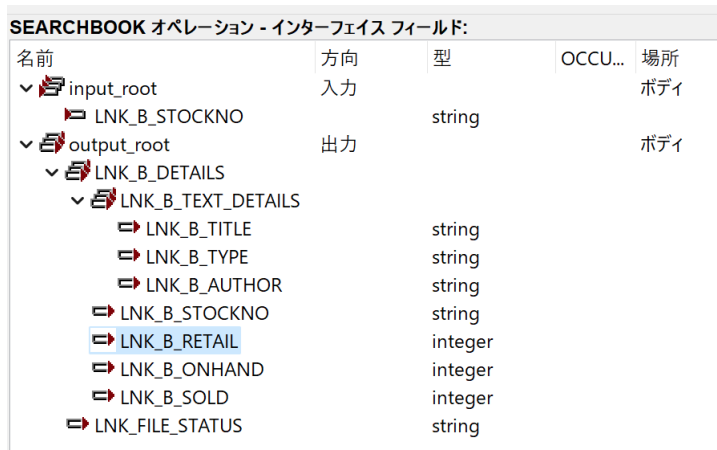 SEARCHBOOK オペレーション - インターフェイス フィールド:
名前 方向 型 OCCU... 場所
input_root 入力 ボディ
LNK_B_STOCKNO string
output_root 出力 ボディ
LNK_B_DETAILS
LNK_B_TEXT_DETAILS
LNK_B_TITLE string
LNK_B_TYPE string
LNK_B_AUTHOR string
LNK_B_STOCKNO string
LNK_B_RETAIL integer
LNK_B_ONHAND integer
LNK_B_SOLD integer
LNK_FILE_STATUS string